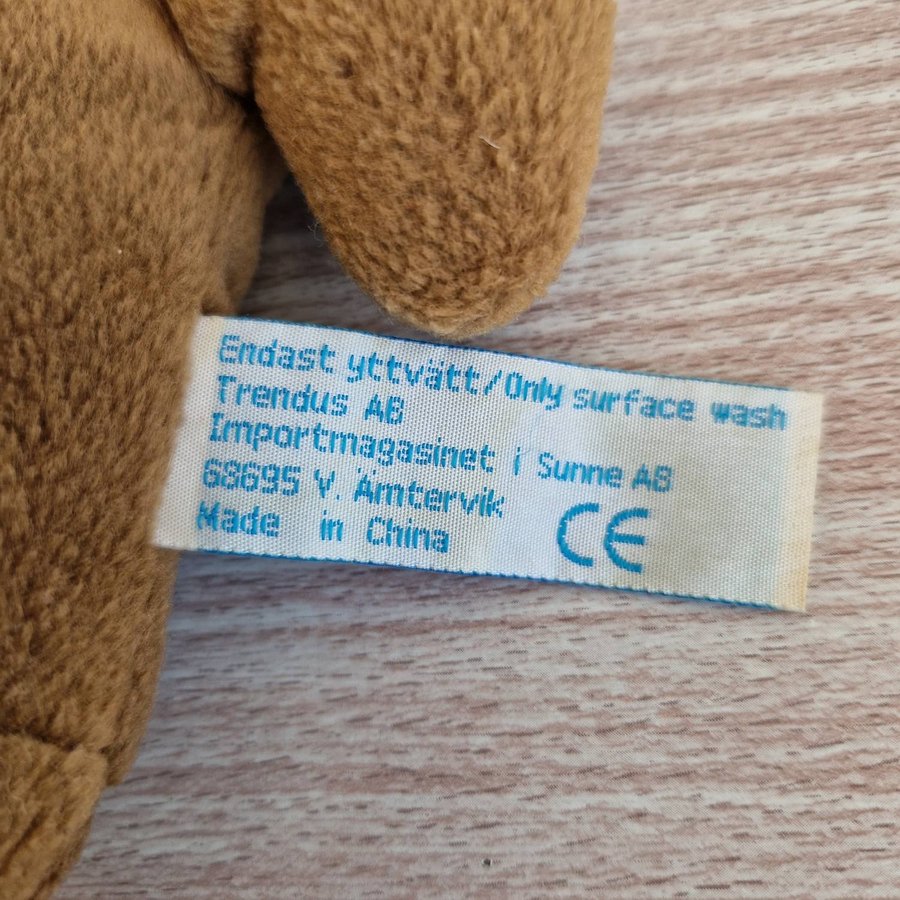 Endast yttvätt/Only surface wash
Trendus AB
Importmagasinet i Sunne AB
68695 V. Ämtervik
Made in China
CE